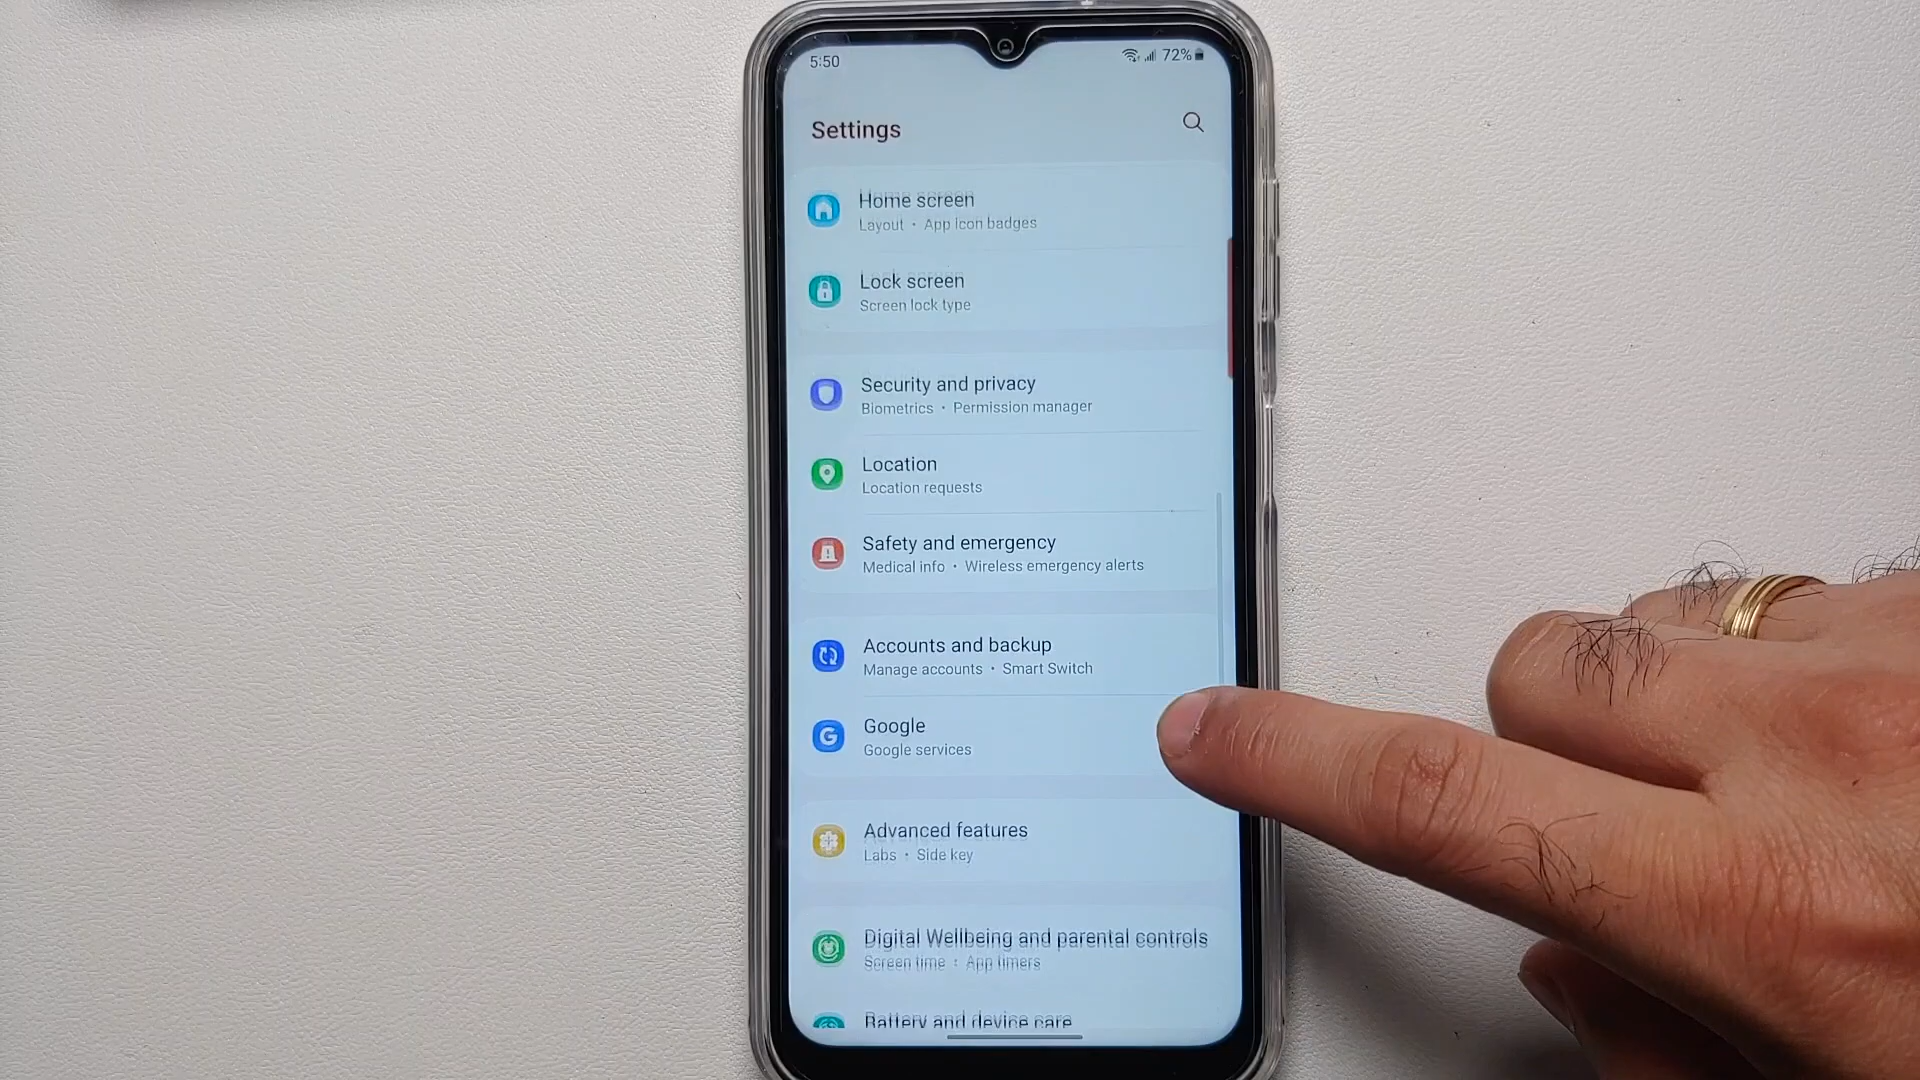 5:50
72%
Settings
Home screen
Layout • App icon badges
Lock screen
Screen lock type
Security and privacy
Biometrics • Permission manager
Location
Location requests
Safety and emergency
Medical info • Wireless emergency alerts
Accounts and backup
Manage accounts • Smart Switch
G
Google
Google services
Advanced features
Labs • Side key
Digital Wellbeing and parental controls
Screen time • App timers
Battery and device care